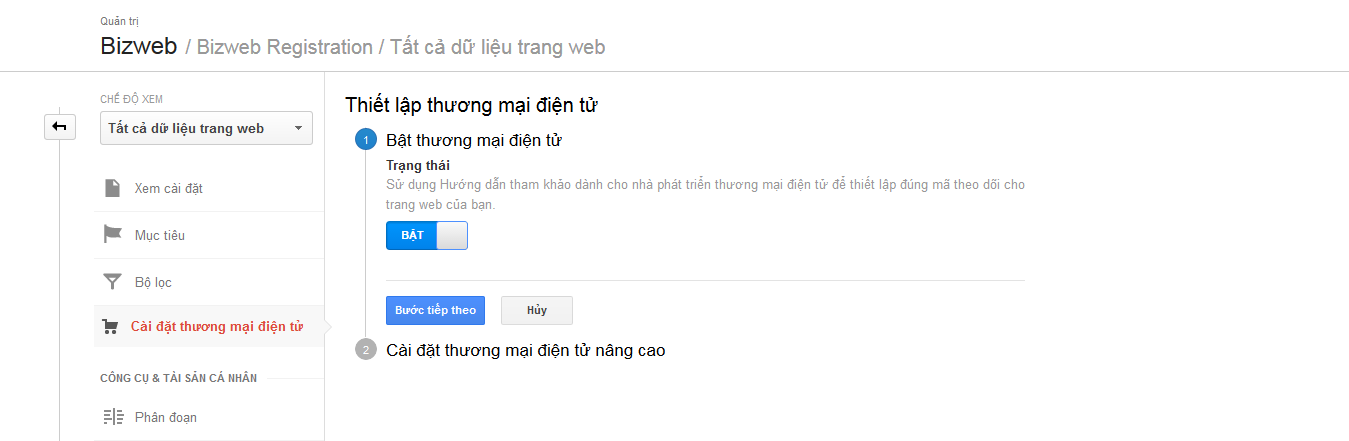 Quản trị
Bizweb / Bizweb Registration / Tất cả dữ liệu trang web
CHẾ ĐỘ XEM
Tất cả dữ liệu trang web
Xem cài đặt
Mục tiêu
Bộ lọc
Cài đặt thương mại điện tử
CÔNG CỤ & TÀI SẢN CÁ NHÂN
Phân đoạn
Thiết lập thương mại điện tử
1 Bật thương mại điện tử
Trạng thái
Sử dụng Hướng dẫn tham khảo dành cho nhà phát triển thương mại điện tử để thiết lập đúng mã theo dõi cho
trang web của bạn.
BẬT
Bước tiếp theo Hủy
2 Cài đặt thương mại điện tử nâng cao